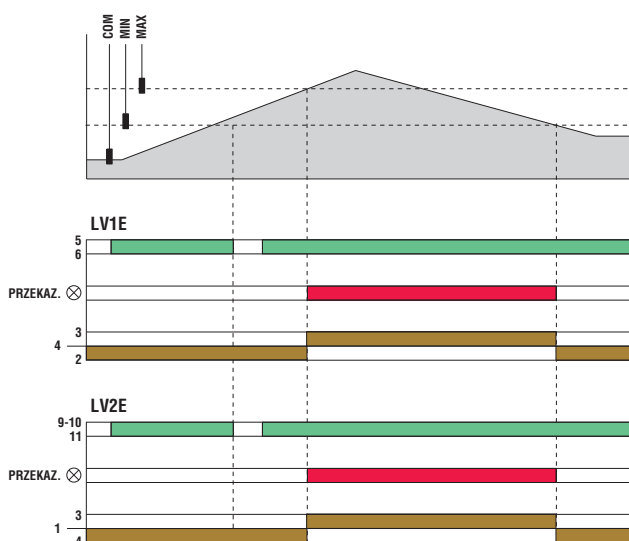 COM
MIN
MAX
LV1E
5
6
PRZEKAZ.
3
4
2
LV2E
9-10
11
PRZEKAZ.
3
1
4